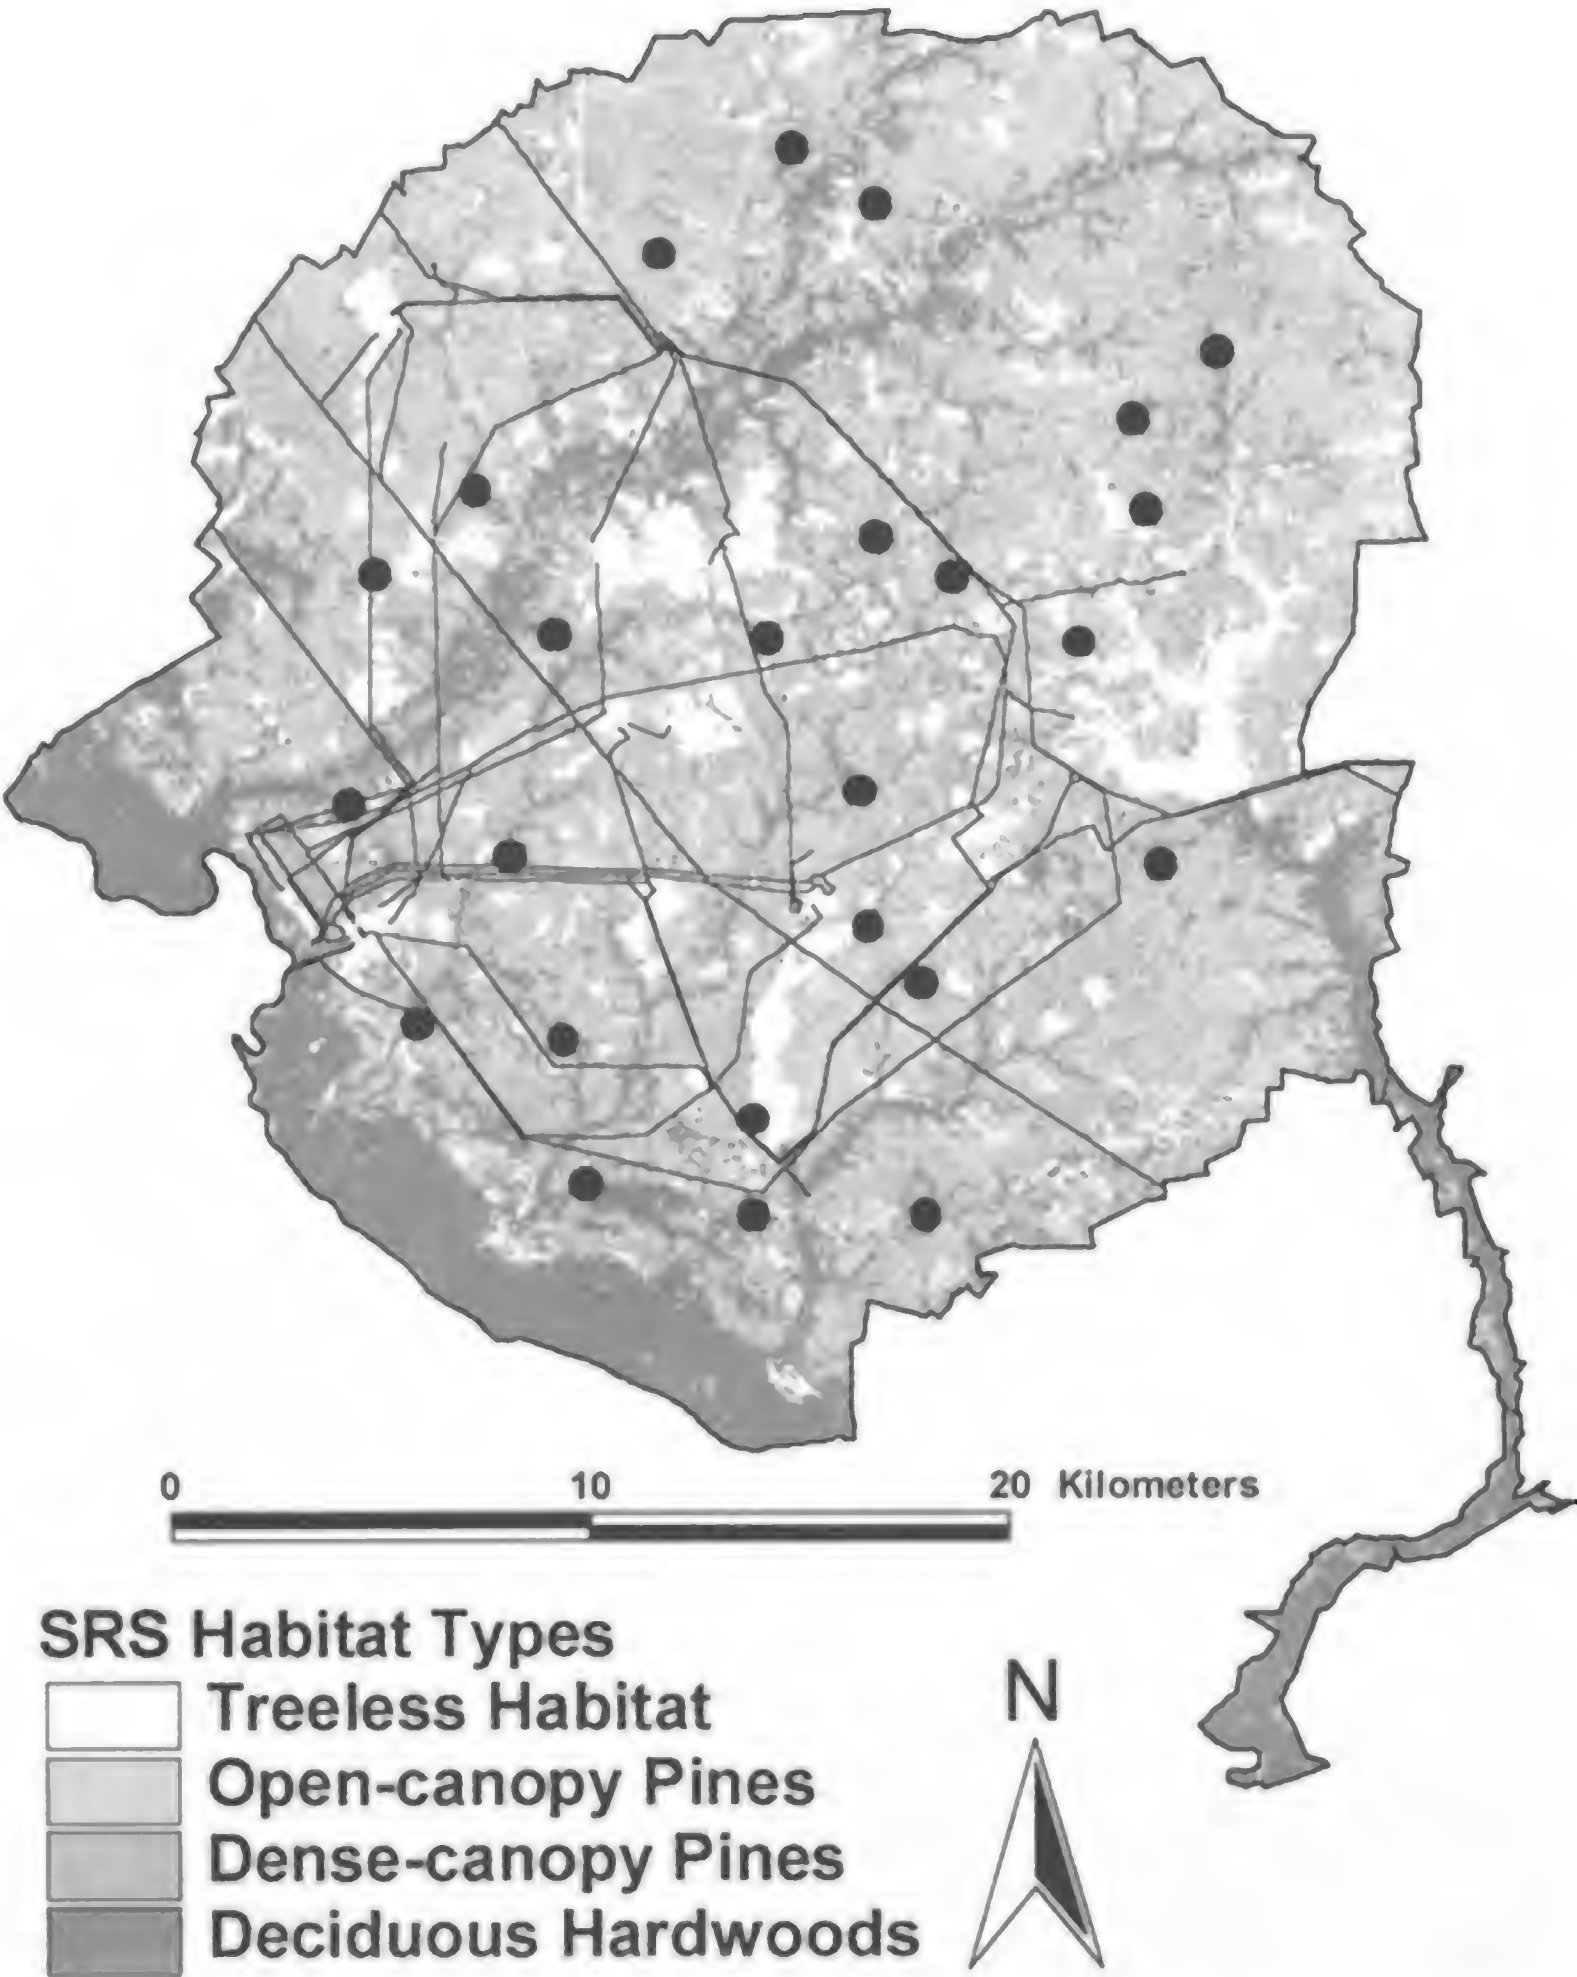 0 10 20 Kilometers
SRS Habitat Types
N
Treeless Habitat
Open-canopy Pines
Dense-canopy Pines
Deciduous Hardwoods